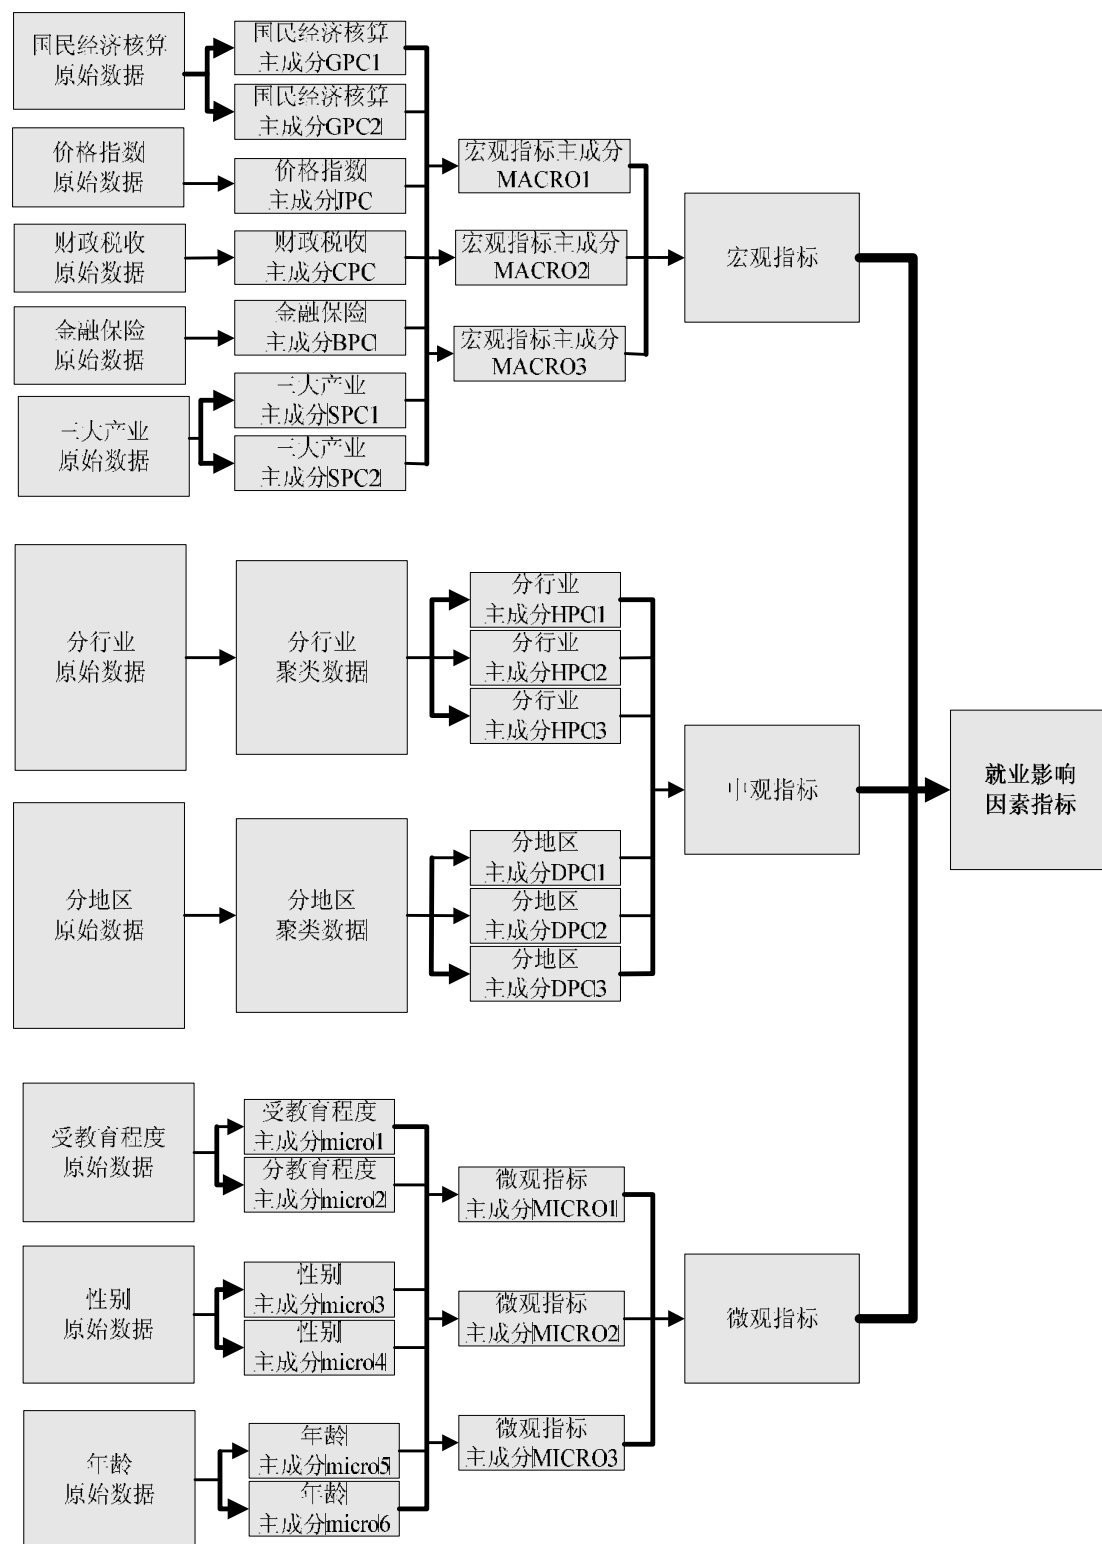 国民经济核算
原始数据
国民经济核算
主成分GPC1
国民经济核算
主成分GPC2
价格指数
原始数据
价格指数
主成分JPC
财政税收
原始数据
财政税收
主成分CPC
金融保险
原始数据
金融保险
主成分BPC
三大产业
原始数据
三大产业
主成分SPC1
三大产业
主成分SPC2
宏观指标主成分
MACRO1
宏观指标主成分
MACRO2
宏观指标主成分
MACRO3
宏观指标
分行业
原始数据
分行业
聚类数据
分行业
主成分HPC1
分行业
主成分HPC2
分行业
主成分HPC3
分地区
原始数据
分地区
聚类数据
分地区
主成分DPC1
分地区
主成分DPC2
分地区
主成分DPC3
中观指标
就业影响
因素指标
受教育程度
原始数据
受教育程度
主成分micro1
分教育程度
主成分micro2
性别
原始数据
性别
主成分micro3
性别
主成分micro4
年龄
原始数据
年龄
主成分micro5
年龄
主成分micro6
微观指标
主成分MICRO1
微观指标
主成分MICRO2
微观指标
主成分MICRO3
微观指标